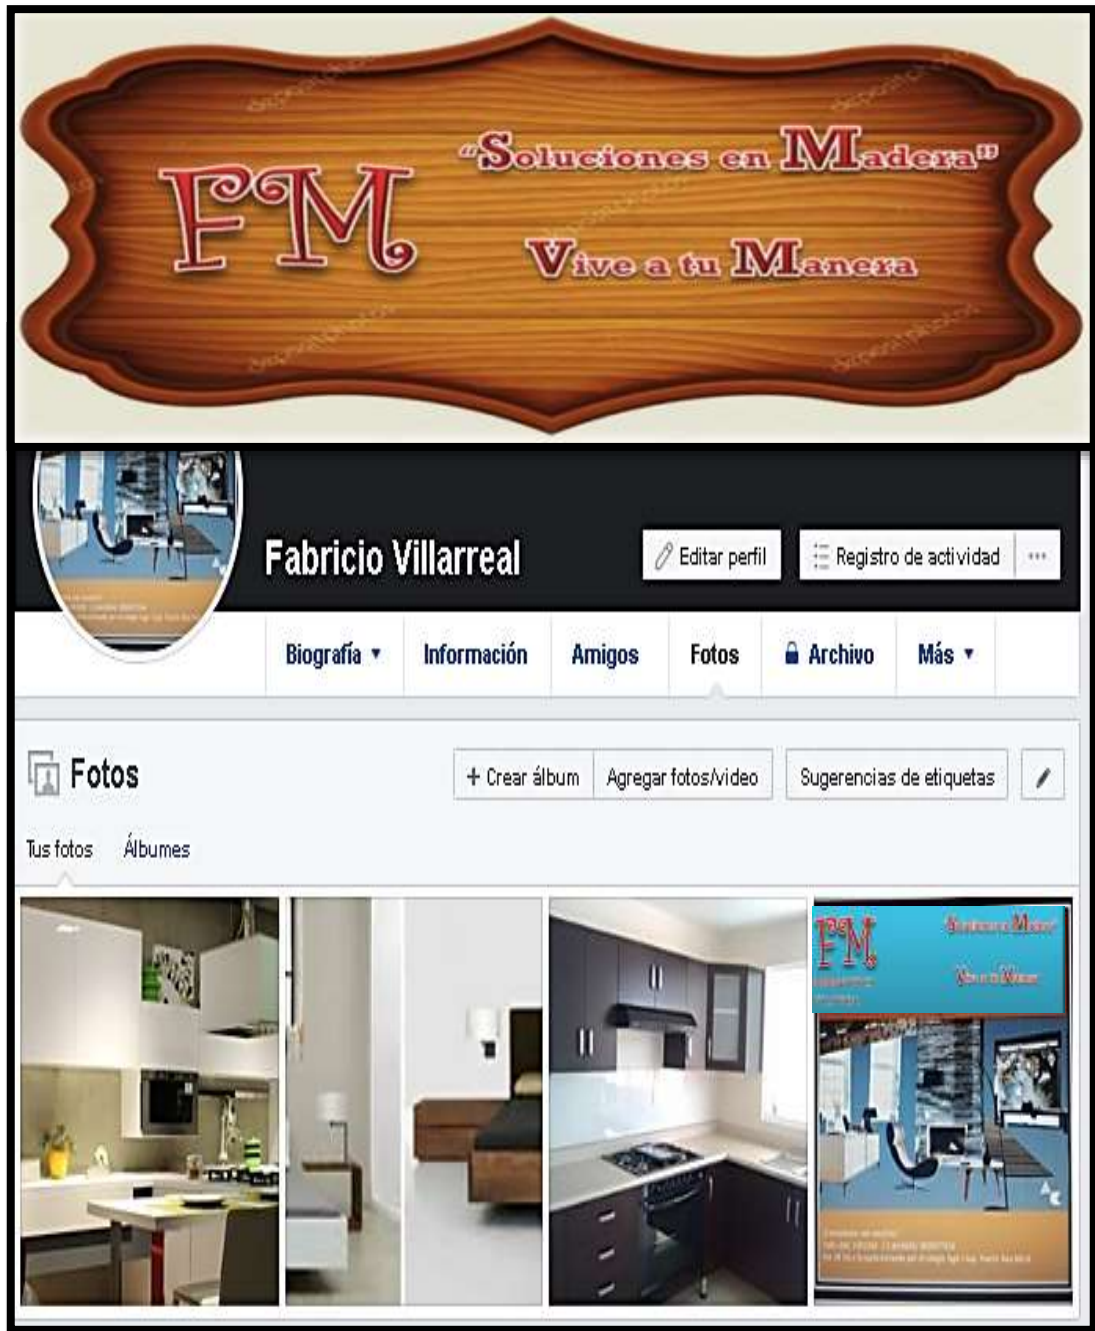 "Soluciones en Madera"
FM
Vive a tu Manera
Fabricio Villarreal
Editar perfil
Registro de actividad
Biografía
Información
Amigos
Fotos
Archivo
Más
Fotos
+ Crear álbum
Agregar fotos/video
Sugerencias de etiquetas
Tus fotos
Álbumes
FM
"Soluciones en Madera"
Vive a tu Manera